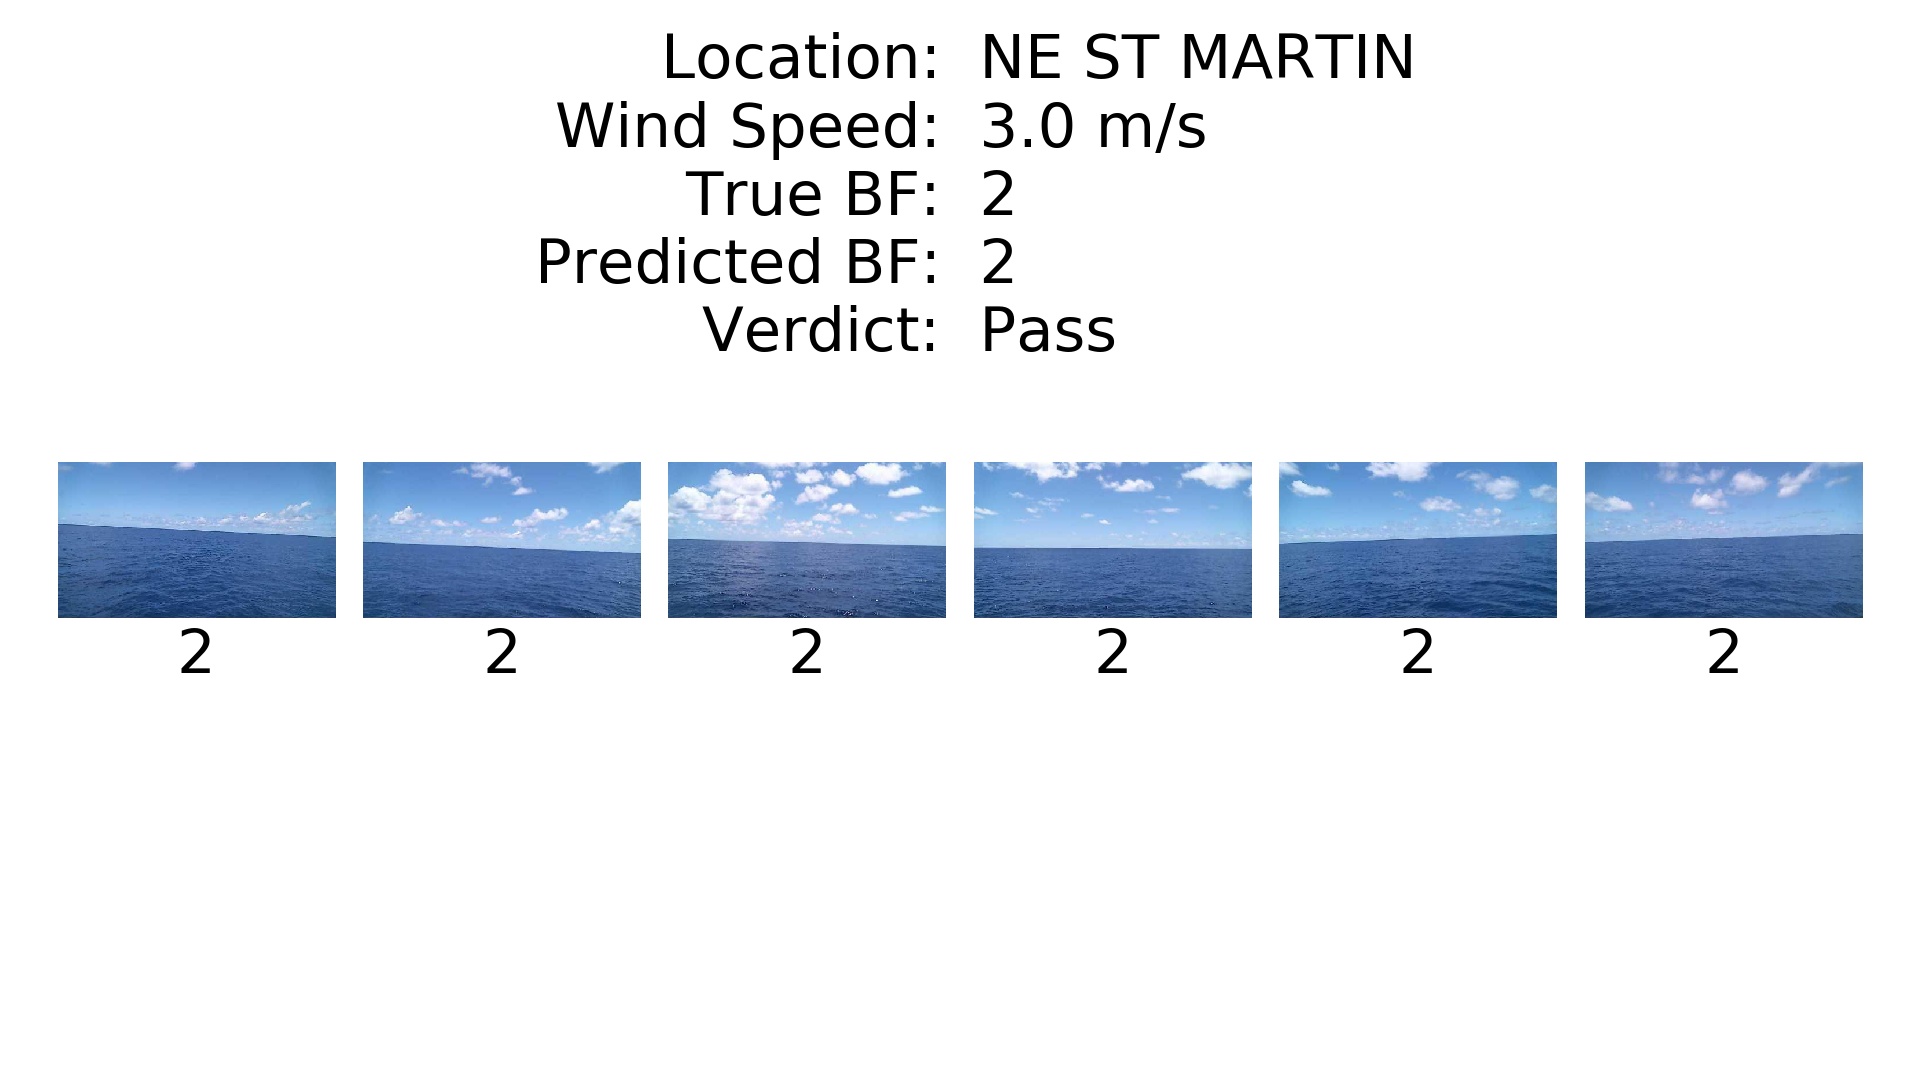 Location: NE ST MARTIN
Wind Speed: 3.0 m/s
True BF: 2
Predicted BF: 2
Verdict: Pass
2 2 2 2 2 2